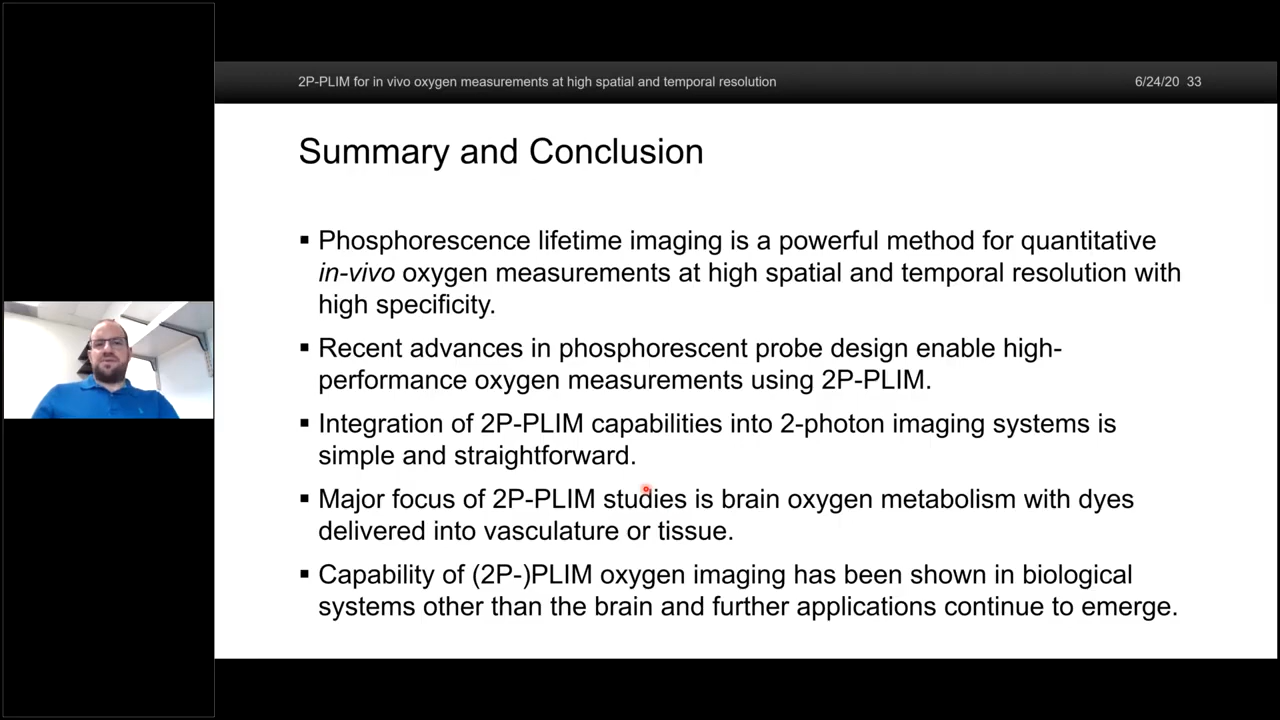 2P-PLIM for in vivo oxygen measurements at high spatial and temporal resolution
6/24/20 33
Summary and Conclusion
▪ Phosphorescence lifetime imaging is a powerful method for quantitative
in-vivo oxygen measurements at high spatial and temporal resolution with
high specificity.
▪ Recent advances in phosphorescent probe design enable high-
performance oxygen measurements using 2P-PLIM.
▪ Integration of 2P-PLIM capabilities into 2-photon imaging systems is
simple and straightforward.
▪ Major focus of 2P-PLIM studies is brain oxygen metabolism with dyes
delivered into vasculature or tissue.
▪ Capability of (2P-)PLIM oxygen imaging has been shown in biological
systems other than the brain and further applications continue to emerge.